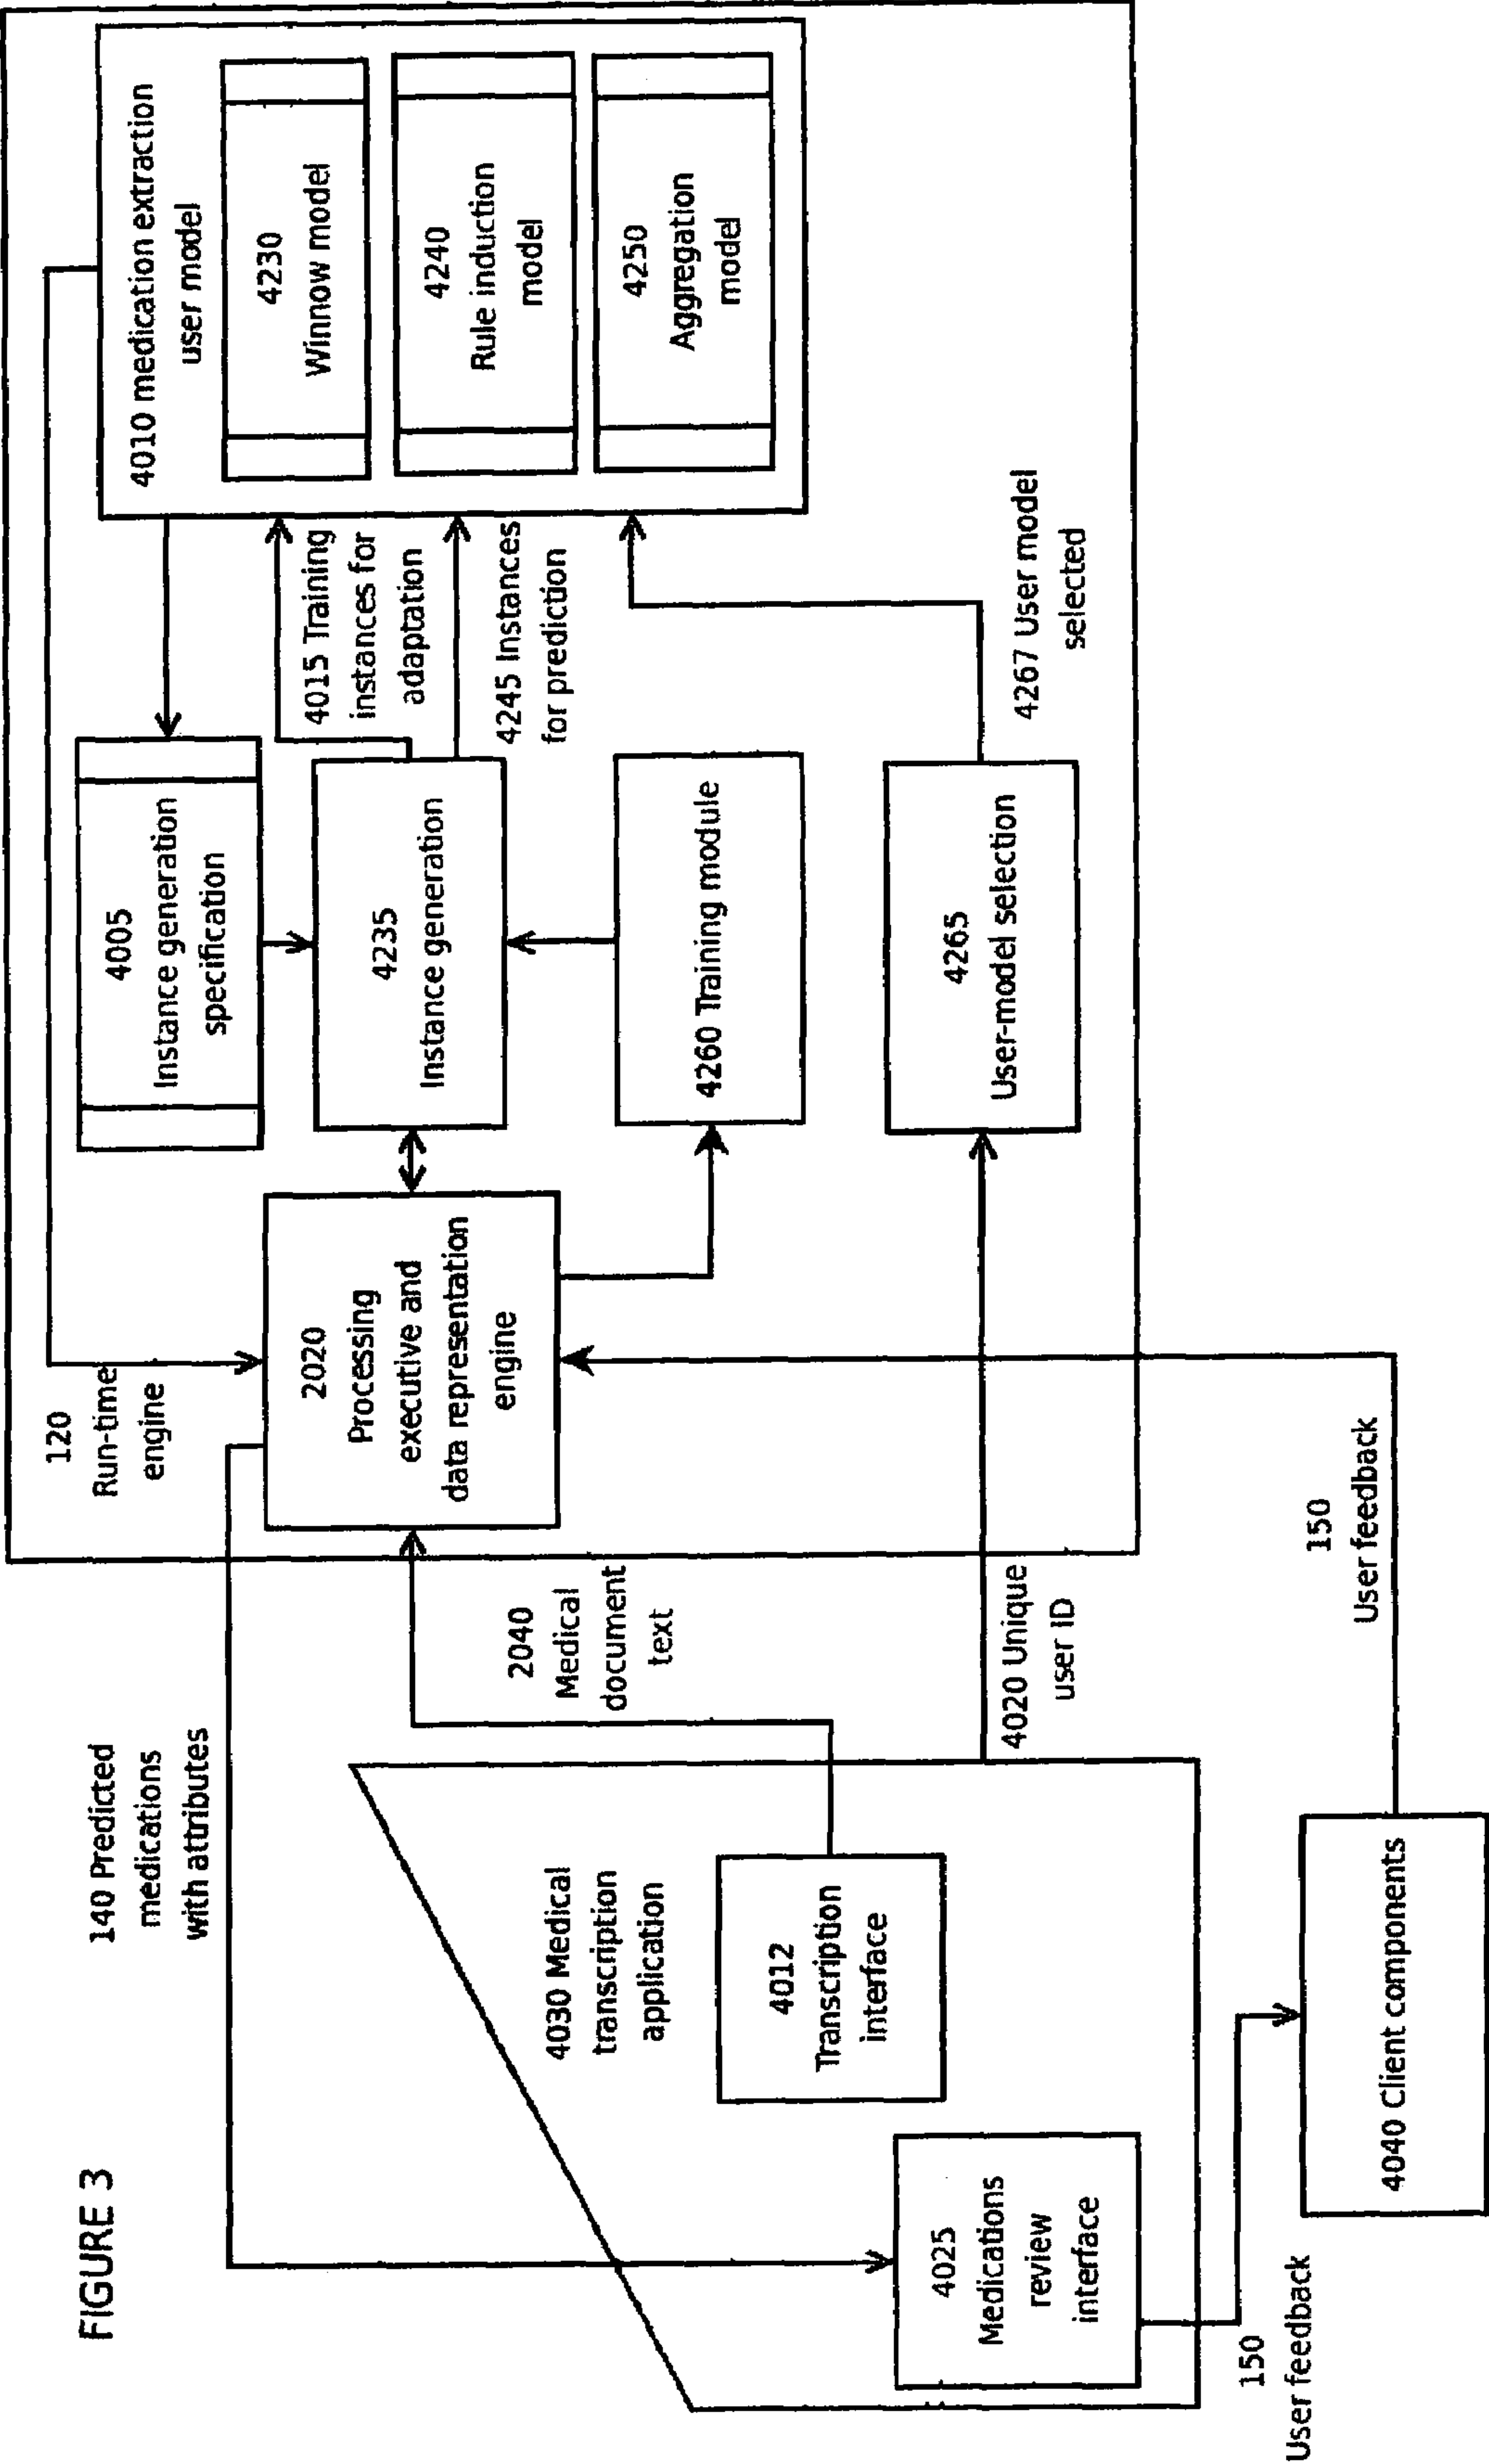 FIGURE 3
140 Predicted
medications
with attributes
120
Run-time
engine
4010 medication extraction
user model
4230
Winnow model
4240
Rule induction
model
4250
Aggregation
model
4005
Instance generation
specification
4235
Instance generation
4015 Training
instances for
adaptation
4245 Instances
for prediction
2020
Processing
executive and
data representation
engine
4260 Training module
4265
User-model selection
4267 User model
selected
2040
Medical
document
text
4020 Unique
user ID
4030 Medical
transcription
application
4012
Transcription
interface
4025
Medications
review
interface
150
User feedback
4040 Client components
150
User feedback